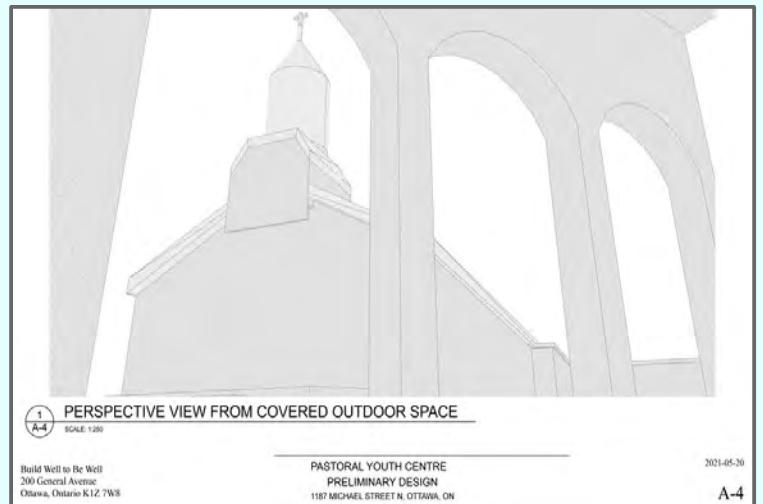 1
A-4
PERSPECTIVE VIEW FROM COVERED OUTDOOR SPACE
SCALE: 1:250
Build Well to Be Well
200 General Avenue
Ottawa, Ontario K1Z 7W8
PASTORAL YOUTH CENTRE
PRELIMINARY DESIGN
1187 MICHAEL STREET N, OTTAWA, ON
2021-05-20
A-4